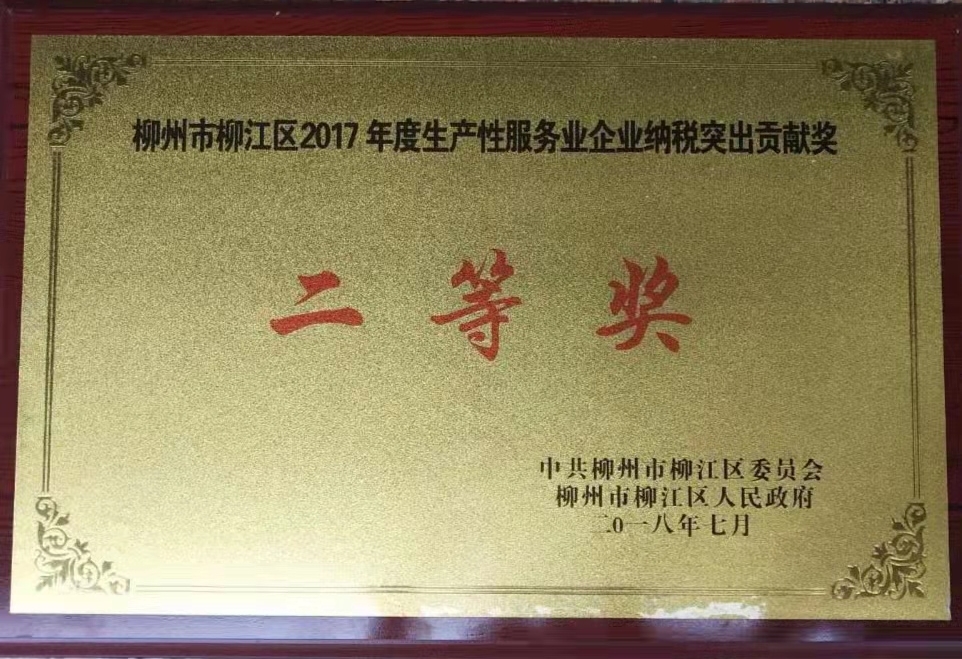 柳州市柳江区2017年度生产性服务业企业纳税突出贡献奖
二等奖
中共柳州市柳江区委员会
柳州市柳江区人民政府
二0一八年七月